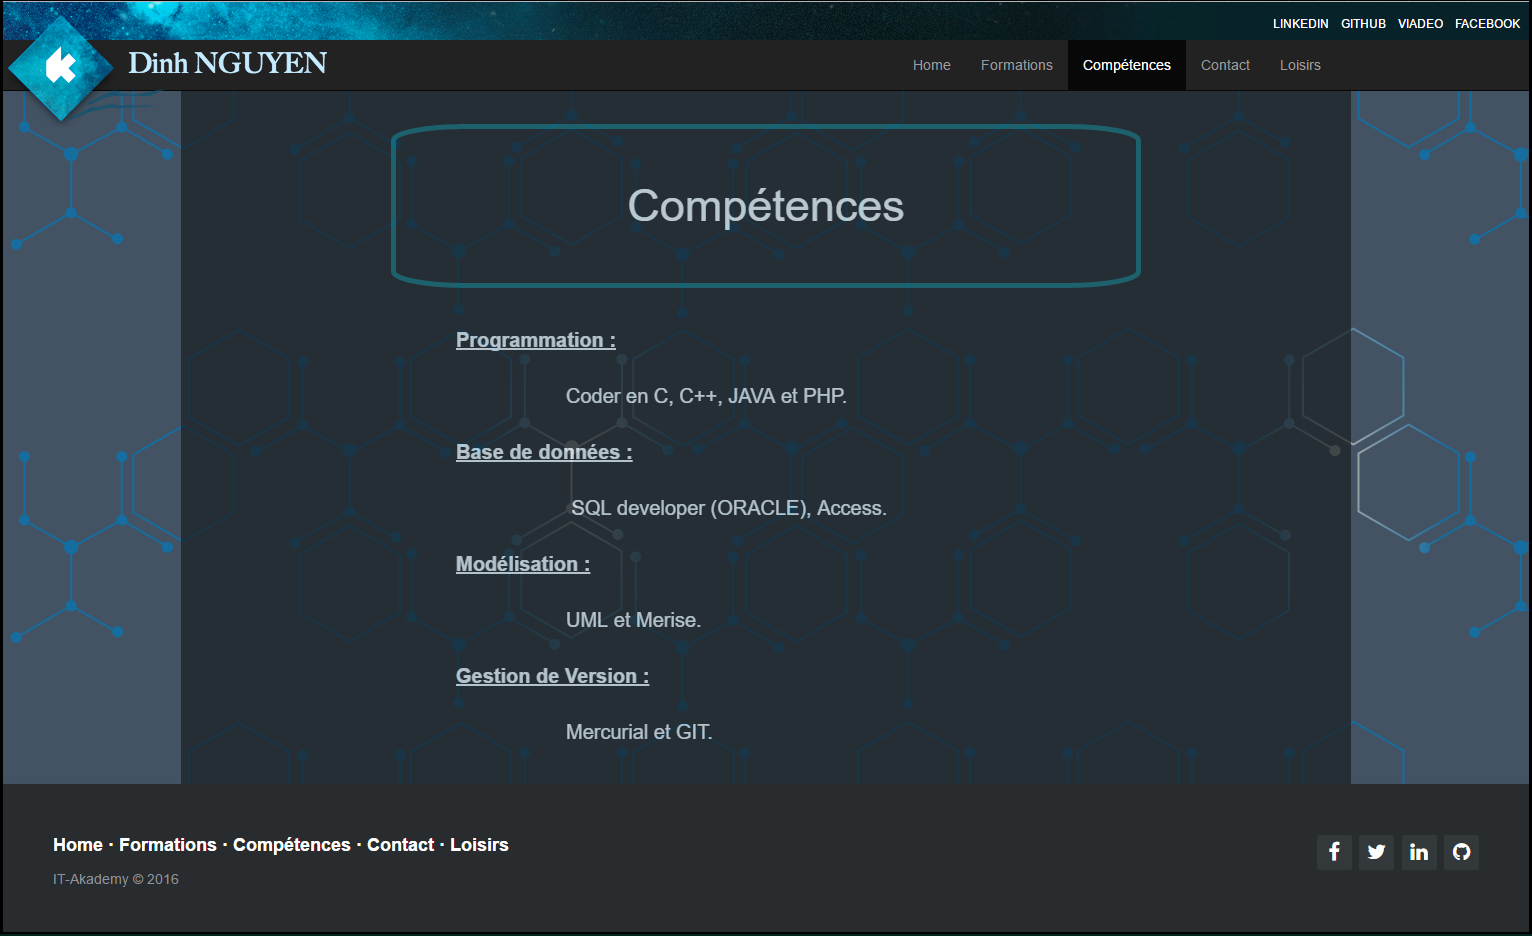 LINKEDIN GITHUB VIADEO FACEBOOK
Dinh NGUYEN
Home Formations Compétences Contact Loisirs
Compétences
Programmation :
Coder en C, C++, JAVA et PHP.
Base de données :
SQL developer (ORACLE), Access.
Modélisation :
UML et Merise.
Gestion de Version :
Mercurial et GIT.
Home · Formations · Compétences · Contact · Loisirs
IT-Akademy © 2016